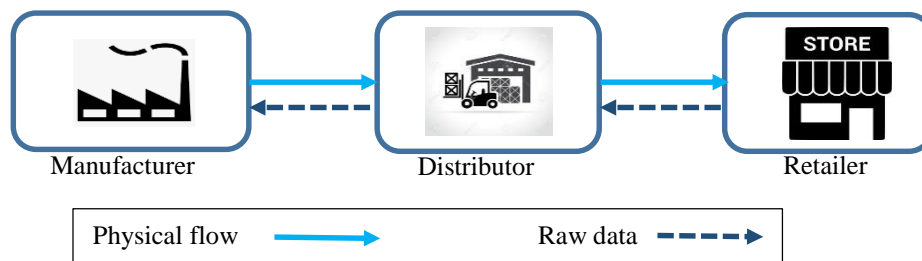 STORE
Manufacturer
Distributor
Retailer
Physical flow
Raw data